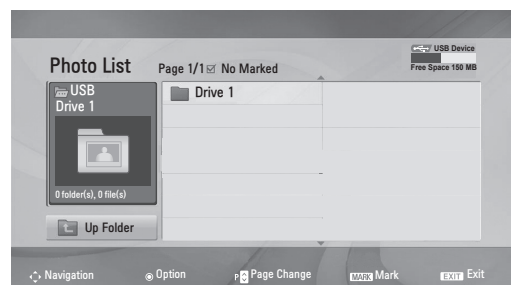 USB Device
Photo List Page 1/1 No Marked
Free Space 150 MB
USB
Drive 1
Drive 1
0 folder(s), 0 file(s)
Up Folder
Navigation Option P Page Change MARK Mark EXIT Exit